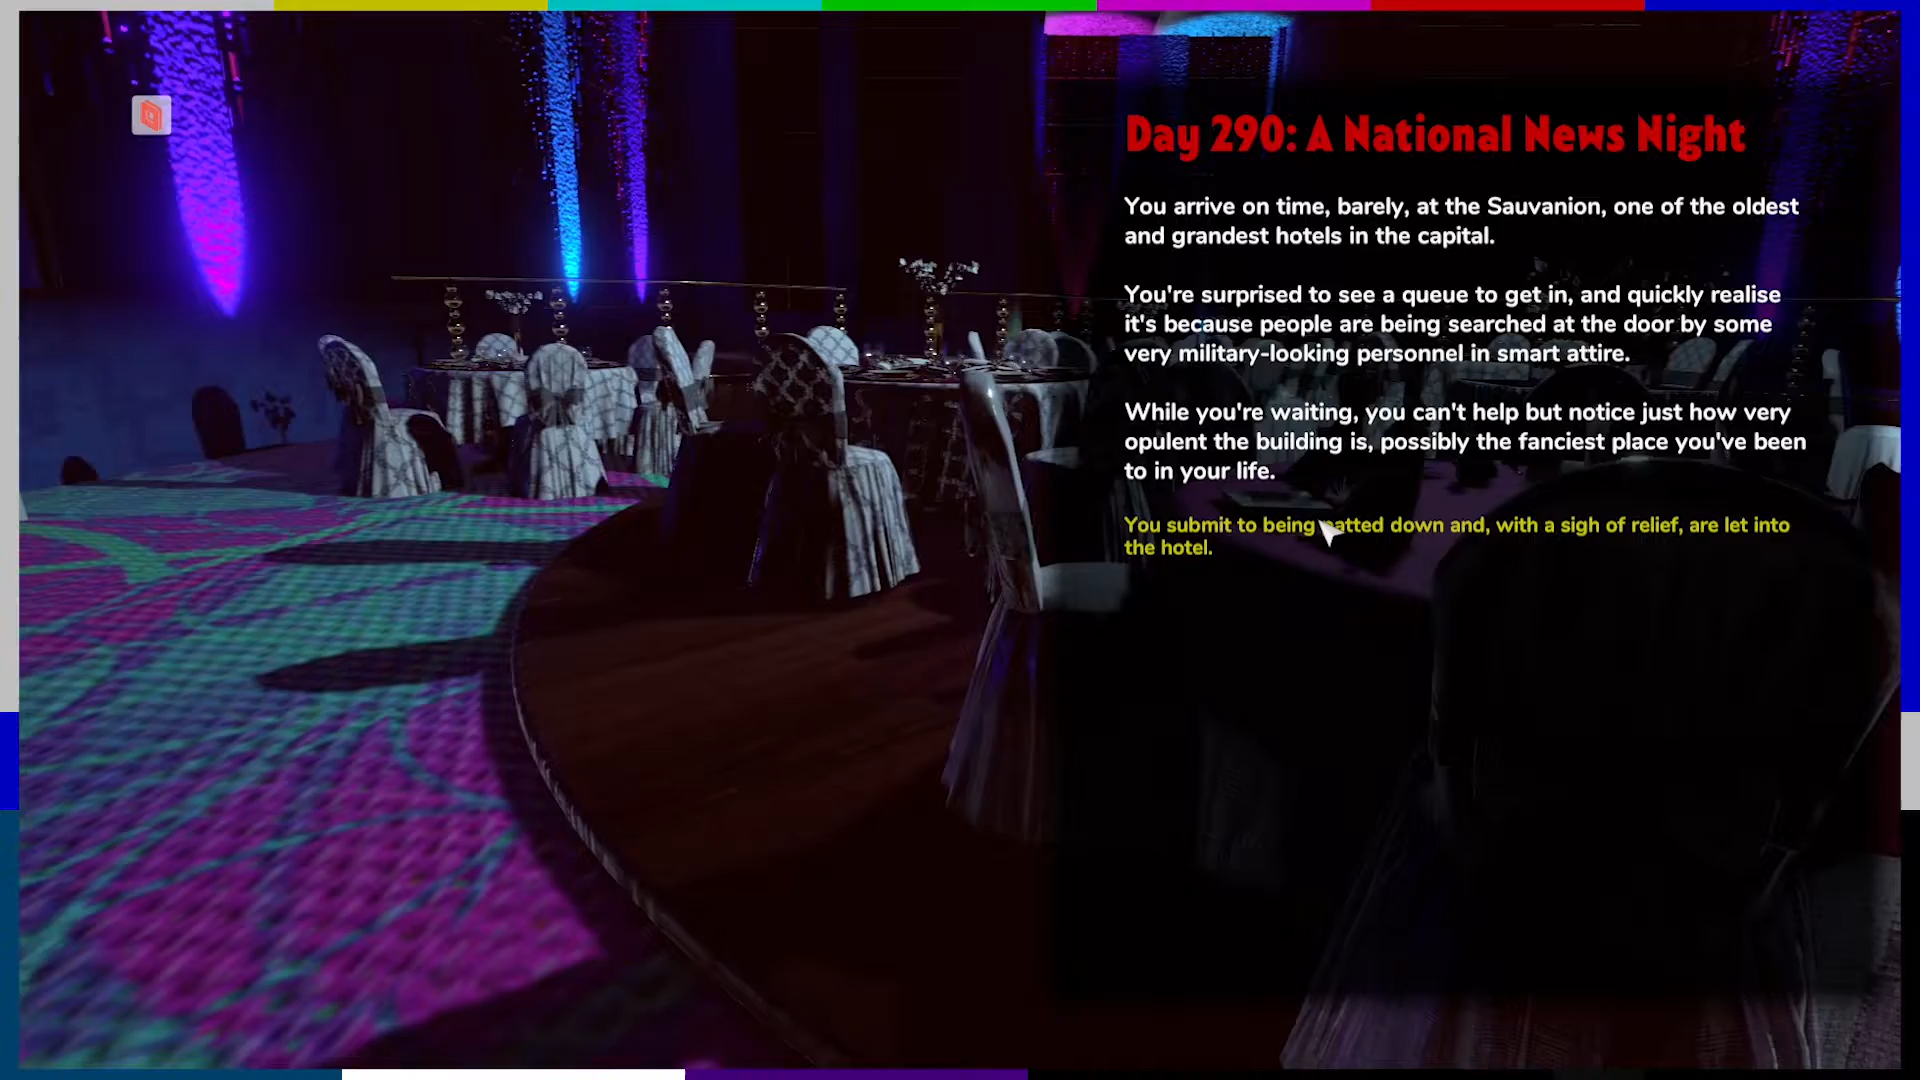 Day 290: A National News Night
You arrive on time, barely, at the Sauvanion, one of the oldest
and grandest hotels in the capital.
You're surprised to see a queue to get in, and quickly realise
it's because people are being searched at the door by some
very military-looking personnel in smart attire.
While you're waiting, you can't help but notice just how very
opulent the building is, possibly the fanciest place you've been
to in your life.
You submit to being patted down and, with a sigh of relief, are let into
the hotel.